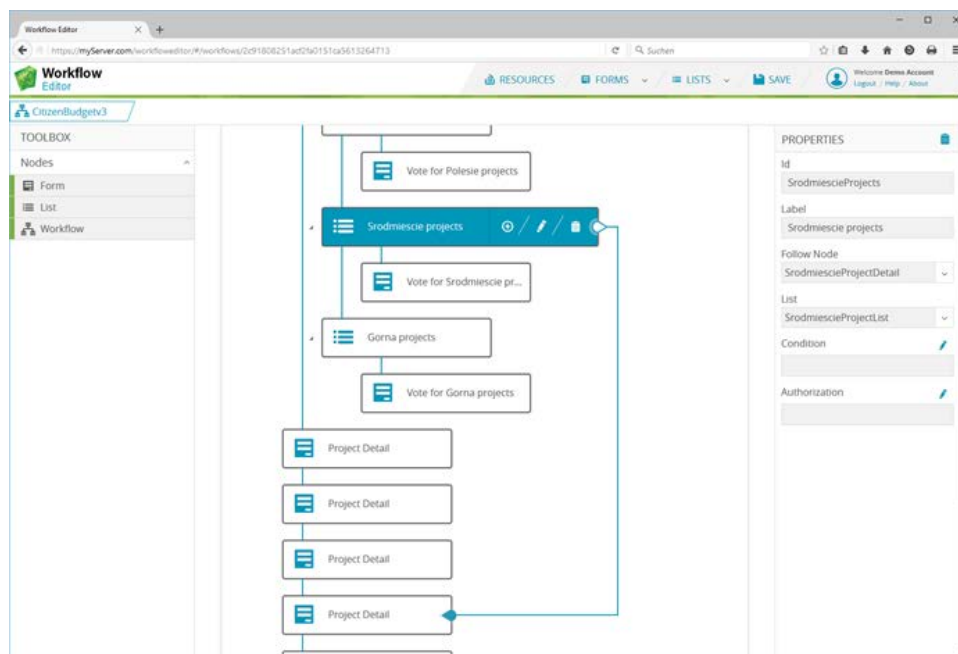 Workflow Editor
https://myServer.com/workfloweditor/#/workflows/2c91808251ad2fa0151ca5613264713
Suchen
Workflow
Editor
RESOURCES
FORMS
LISTS
SAVE
Welcome Demo Account
Logout / Help / About
CitizenBudgetv3
TOOLBOX
Nodes
Form
List
Workflow
Vote for Polesie projects
Srodmiescie projects
Vote for Srodmiescie pr...
Gorna projects
Vote for Gorna projects
Project Detail
Project Detail
Project Detail
Project Detail
PROPERTIES
Id
SrodmiescieProjects
Label
Srodmiescie projects
Follow Node
SrodmiescieProjectDetail
List
SrodmiescieProjectList
Condition
Authorization